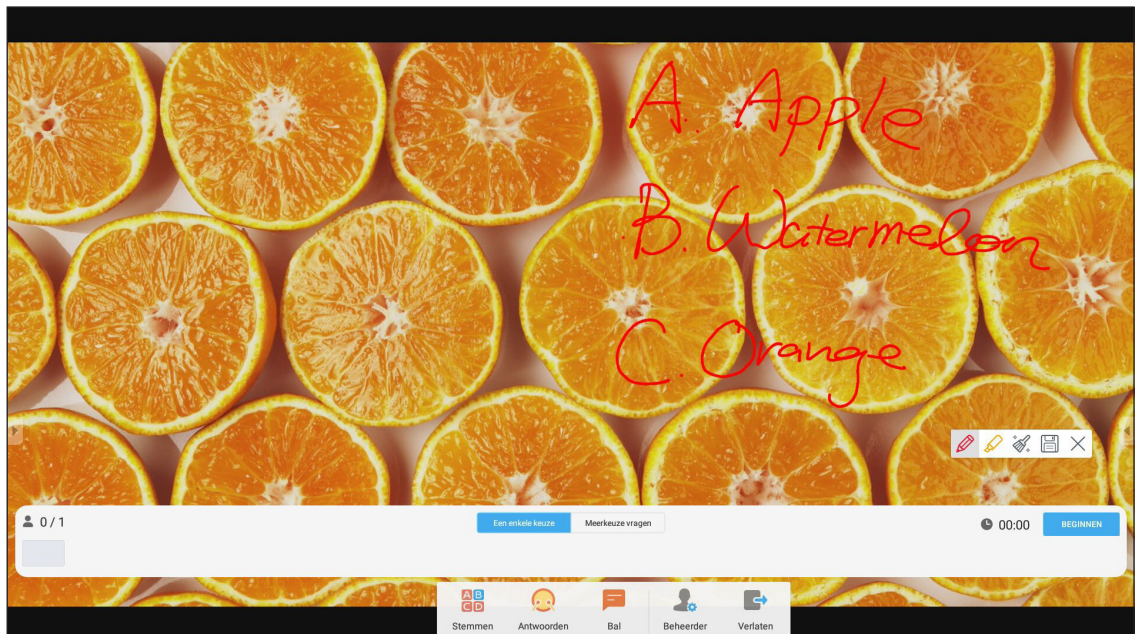 A. Apple
B. Watermelon
C. Orange
0 / 1
Een enkele keuze
Meerkeuze vragen
00:00
BEGINNEN
A B C D
Stemmen
Antwoorden
Bal
Beheerder
Verlaten